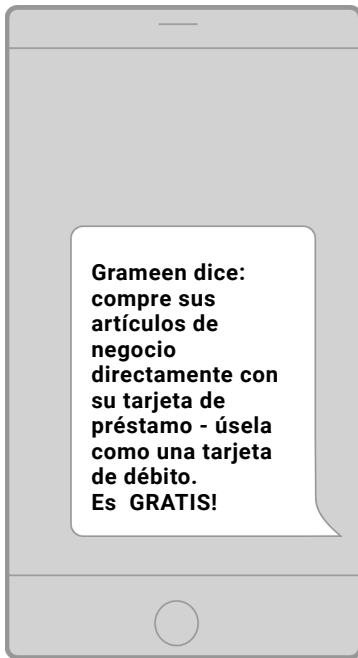 Grameen dice:
compre sus
artículos de
negocio
directamente con
su tarjeta de
préstamo - úsela
como una tarjeta
de débito.
Es GRATIS!